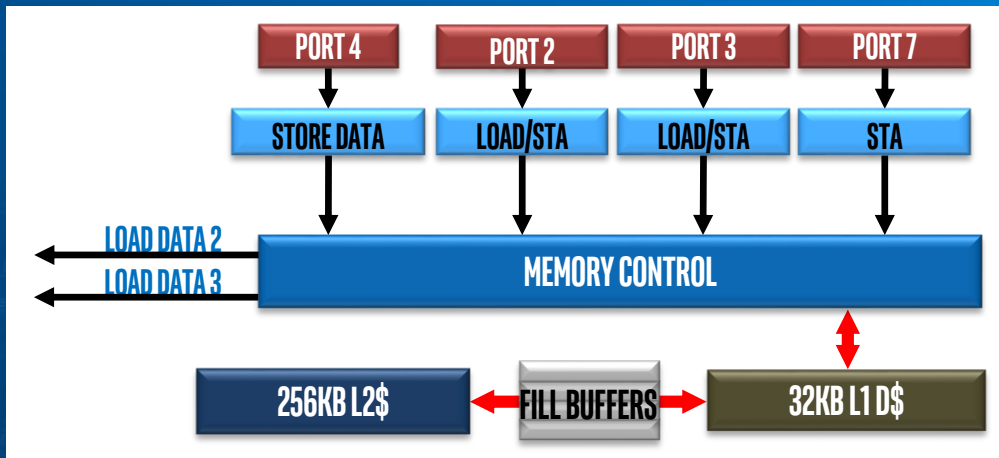 PORT 4
PORT 2
PORT 3
PORT 7
STORE DATA
LOAD/STA
LOAD/STA
STA
LOAD DATA 2
LOAD DATA 3
MEMORY CONTROL
256KB L2$
FILL BUFFERS
32KB L1 D$